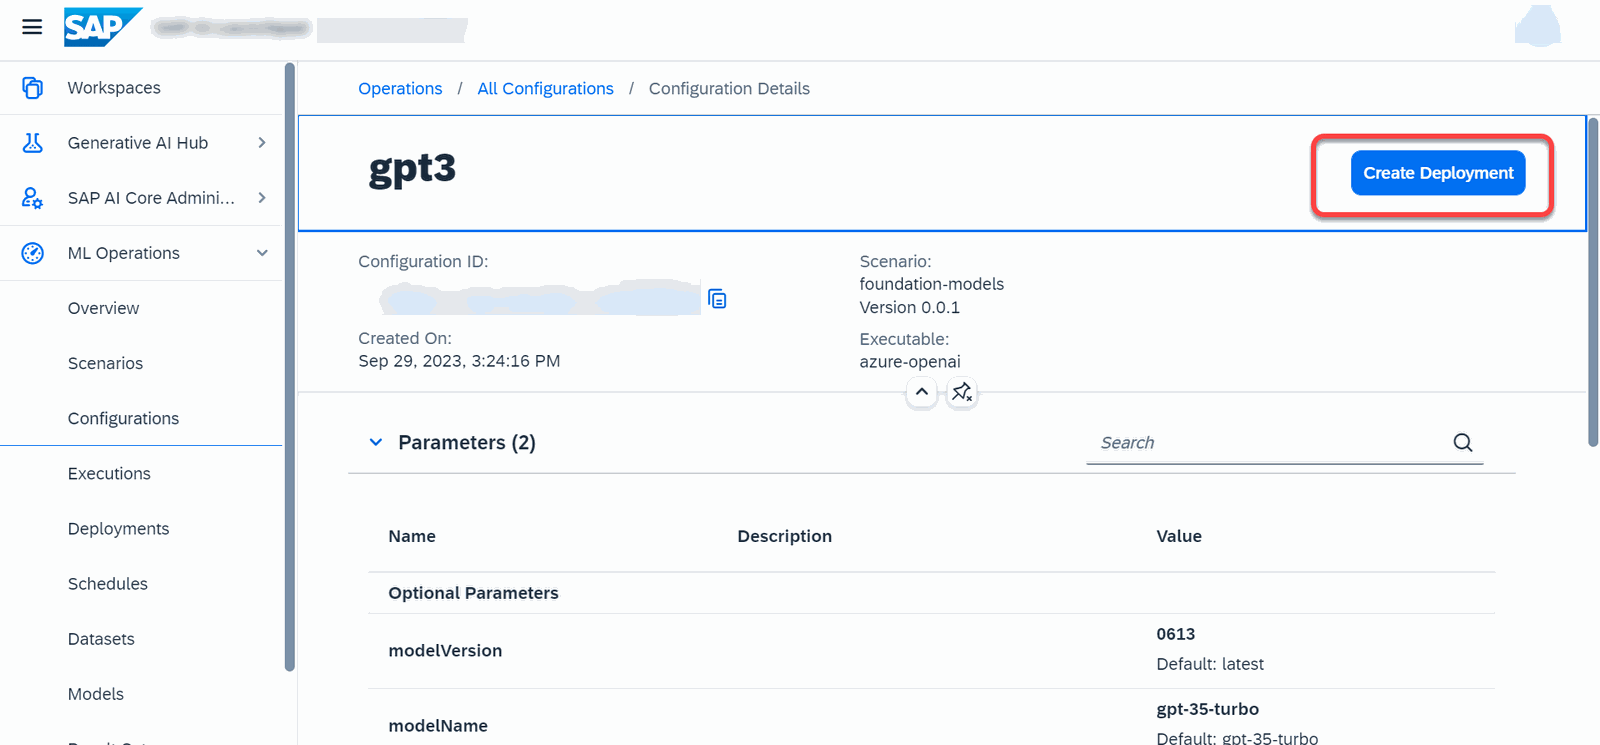 SAP
Workspaces
Generative AI Hub
SAP AI Core Admini...
ML Operations
Overview
Scenarios
Configurations
Executions
Deployments
Schedules
Datasets
Models
Operations / All Configurations / Configuration Details
gpt3
Create Deployment
Configuration ID:
Created On:
Sep 29, 2023, 3:24:16 PM
Scenario:
foundation-models
Version 0.0.1
Executable:
azure-openai
Parameters (2)
Search
Name Description Value
Optional Parameters
modelVersion
0613
Default: latest
modelName
gpt-35-turbo
Default: gpt-35-turbo